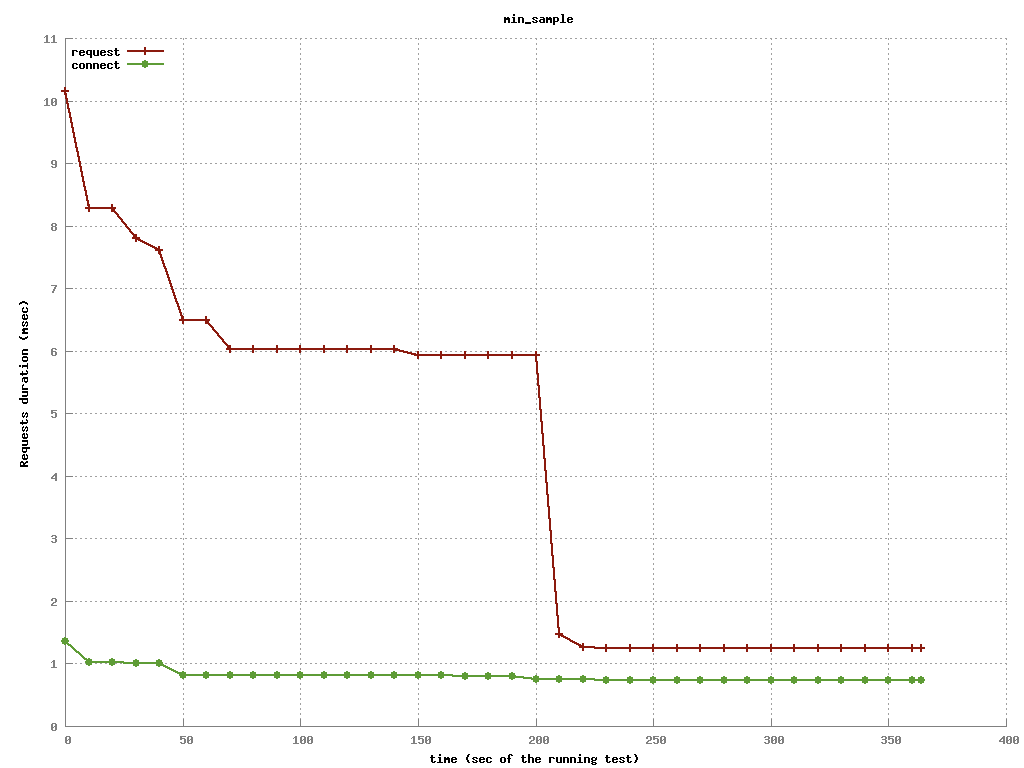 min_sample
request
connect
11
10
9
8
7
6
5
4
3
2
1
0
Requests duration (msec)
0 50 100 150 200 250 300 350 400
time (sec of the running test)